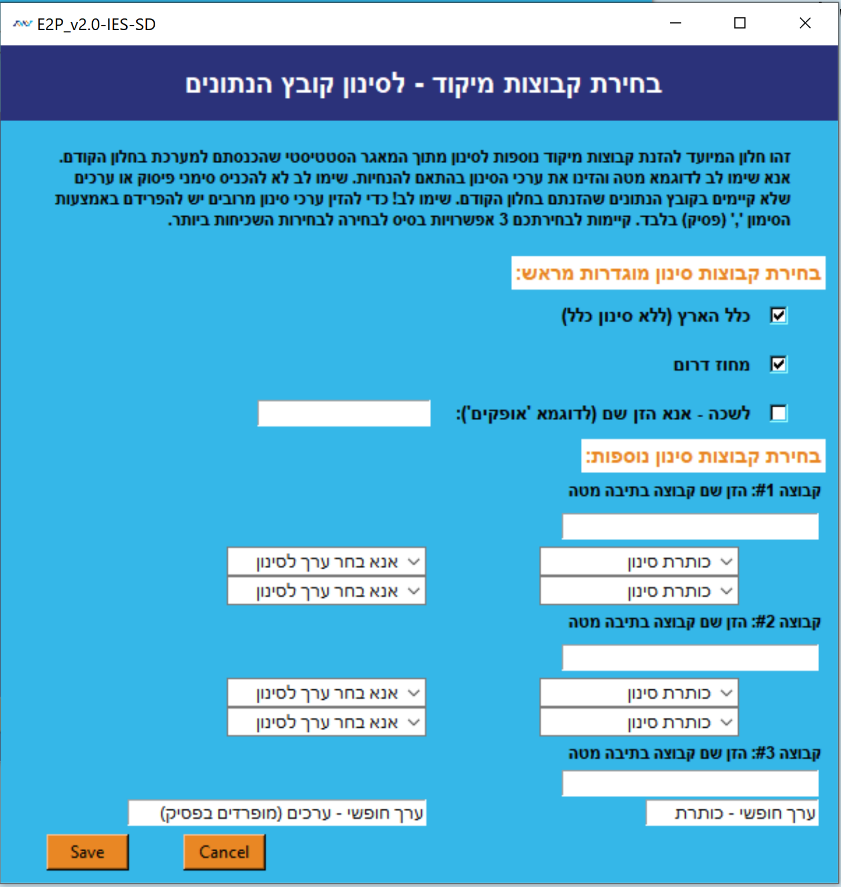 E2P_v2.0-IES-SD
בחירת קבוצות מיקוד - לסינון קובץ הנתונים
זהו חלון המיועד להזנת קבוצות מיקוד נוספות לסינון מתוך המאגר הסטטיסטי שהכנסתם למערכת בחלון הקודם.
אנא שימו לב לדוגמא מטה והזינו את ערכי הסינון בהתאם להנחיות. שימו לב לא להכניס סימני פיסוק או ערכים
שלא קיימים בקובץ הנתונים שהזנתם בחלון הקודם. שימו לב! כדי להזין ערכי סינון מרובים יש להפרידם באמצעות
הסימון ',' (פסיק) בלבד. קיימות לבחירתכם 3 אפשרויות בסיס לבחירה לבחירות השכיחות ביותר.
בחירת קבוצות סינון מוגדרות מראש:
כלל הארץ (ללא סינון כלל)
מחוז דרום
לשכה - אנא הזן שם (לדוגמא 'אופקים'):
בחירת קבוצות סינון נוספות:
קבוצה #1: הזן שם קבוצה בתיבה מטה
כותרת סינון אנא בחר ערך לסינון
כותרת סינון אנא בחר ערך לסינון
קבוצה #2: הזן שם קבוצה בתיבה מטה
כותרת סינון אנא בחר ערך לסינון
כותרת סינון אנא בחר ערך לסינון
קבוצה #3: הזן שם קבוצה בתיבה מטה
ערך חופשי - כותרת ערך חופשי - ערכים (מופרדים בפסיק)
Save Cancel